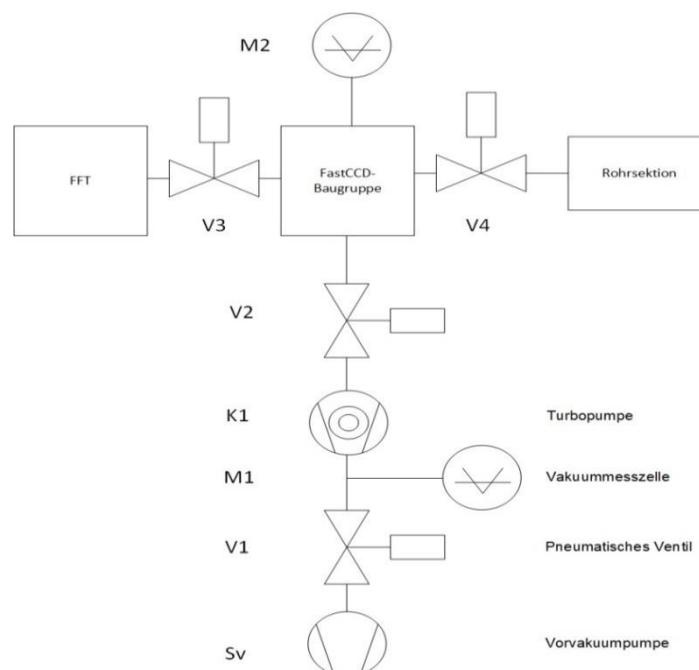 M2
FFT
FastCCD-
Baugruppe
Rohrsektion
V3
V4
V2
K1
Turbopumpe
M1
Vakuummesszelle
V1
Pneumatisches Ventil
Sv
Vorvakuumpumpe